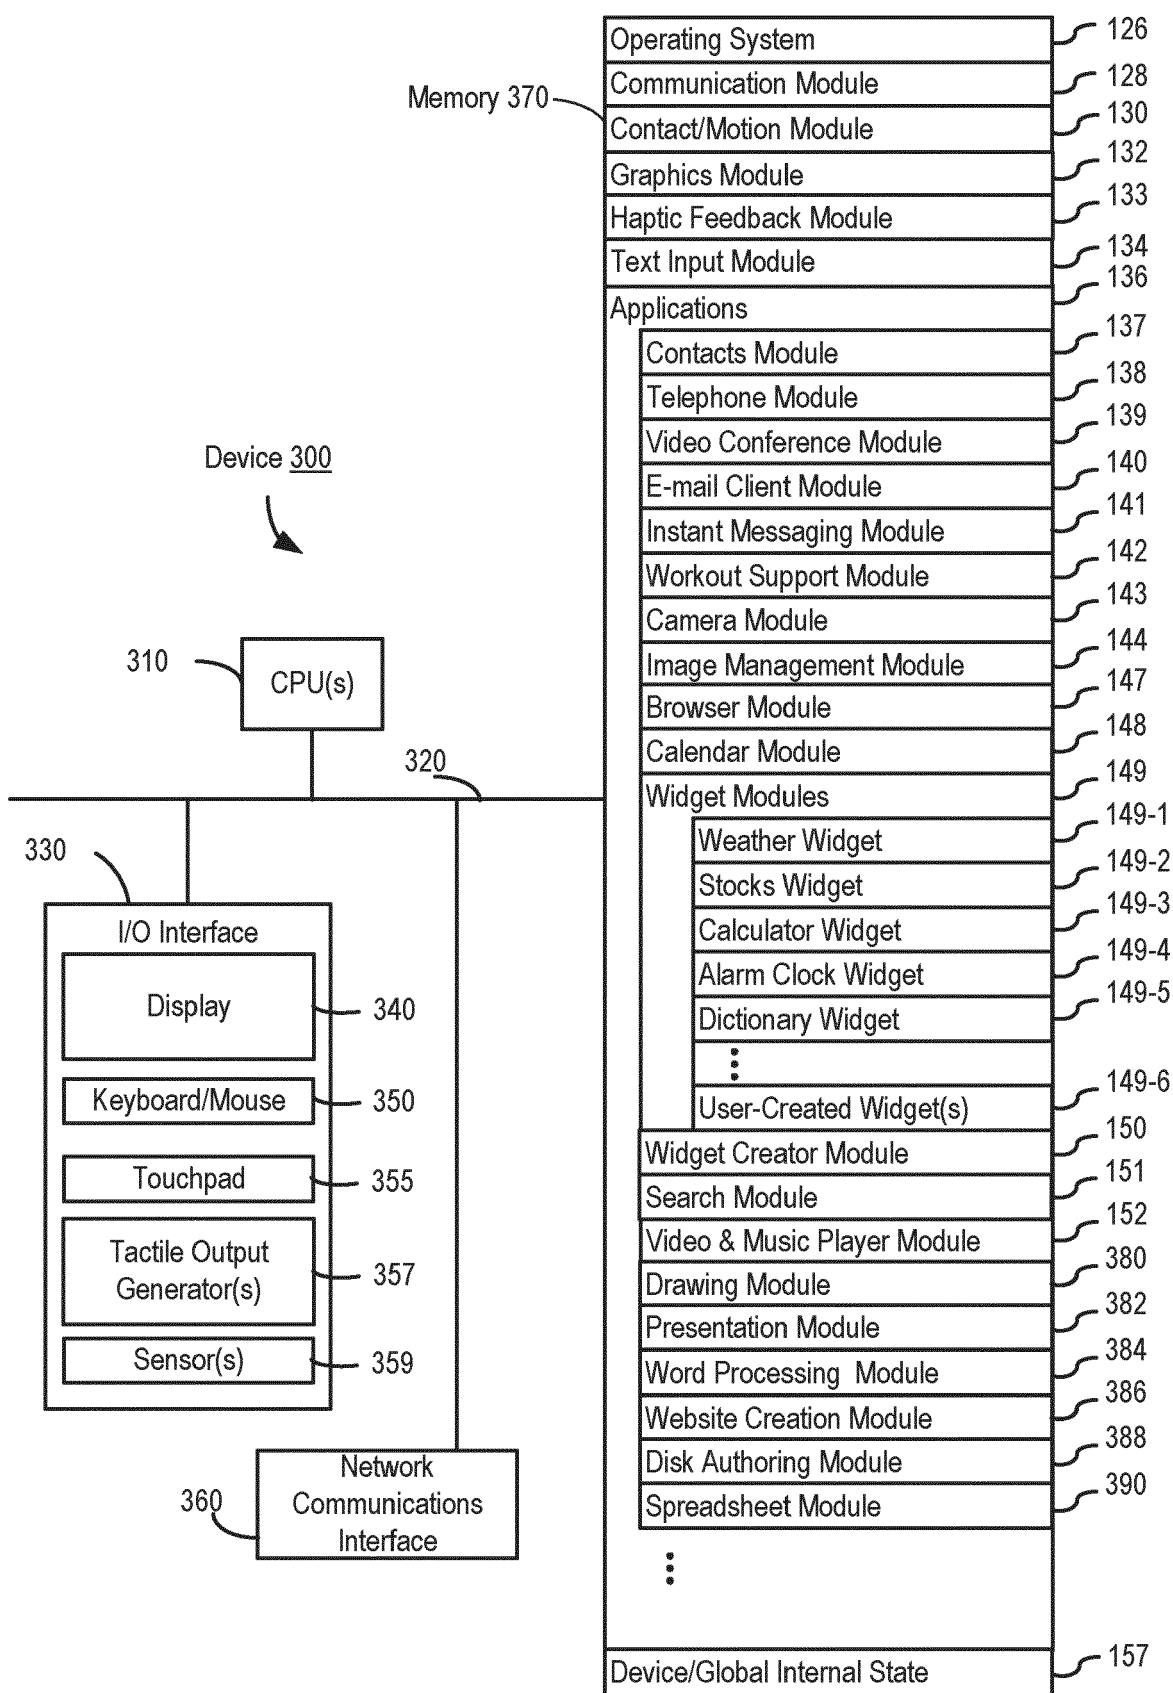 Operating System 126
Communication Module 128
Memory 370
Contact/Motion Module 130
Graphics Module 132
Haptic Feedback Module 133
Text Input Module 134
Applications 136
Contacts Module 137
Telephone Module 138
Video Conference Module 139
E-mail Client Module 140
Instant Messaging Module 141
Workout Support Module 142
Camera Module 143
Image Management Module 144
Browser Module 147
Calendar Module 148
Widget Modules 149
Weather Widget 149-1
Stocks Widget 149-2
Calculator Widget 149-3
Alarm Clock Widget 149-4
Dictionary Widget 149-5
User-Created Widget(s) 149-6
Widget Creator Module 150
Search Module 151
Video & Music Player Module 152
Drawing Module 380
Presentation Module 382
Word Processing Module 384
Website Creation Module 386
Disk Authoring Module 388
Spreadsheet Module 390
Device/Global Internal State 157
Device 300
310
CPU(s)
320
330
I/O Interface
Display 340
Keyboard/Mouse 350
Touchpad 355
Tactile Output
Generator(s) 357
Sensor(s) 359
360
Network
Communications
Interface